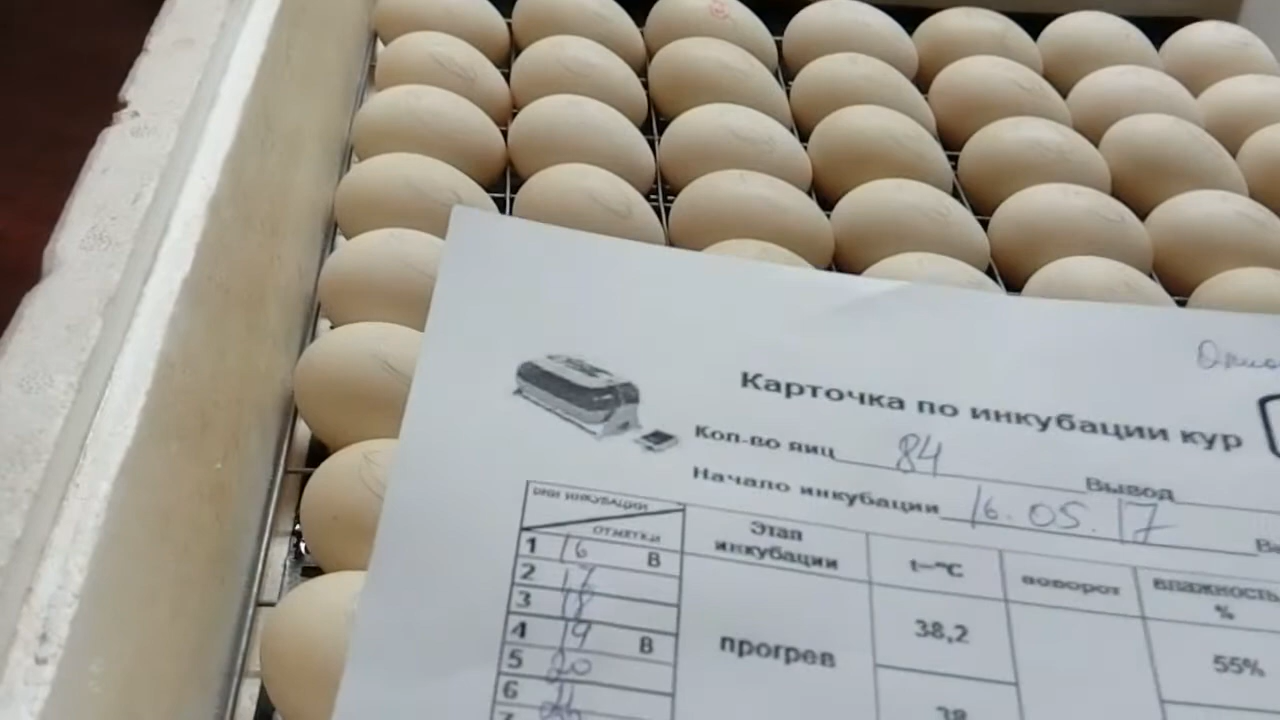 Карточка по инкубации кур
Кол-во яиц 84 Вывод
Начало инкубации 16.05.17
дни инкубации
отметки
Этап инкубации
t–°C
поворот
влажность %
1 16 В
2 17
3 18
4 19 В
5 20
6
прогрев
38,2
55%
38